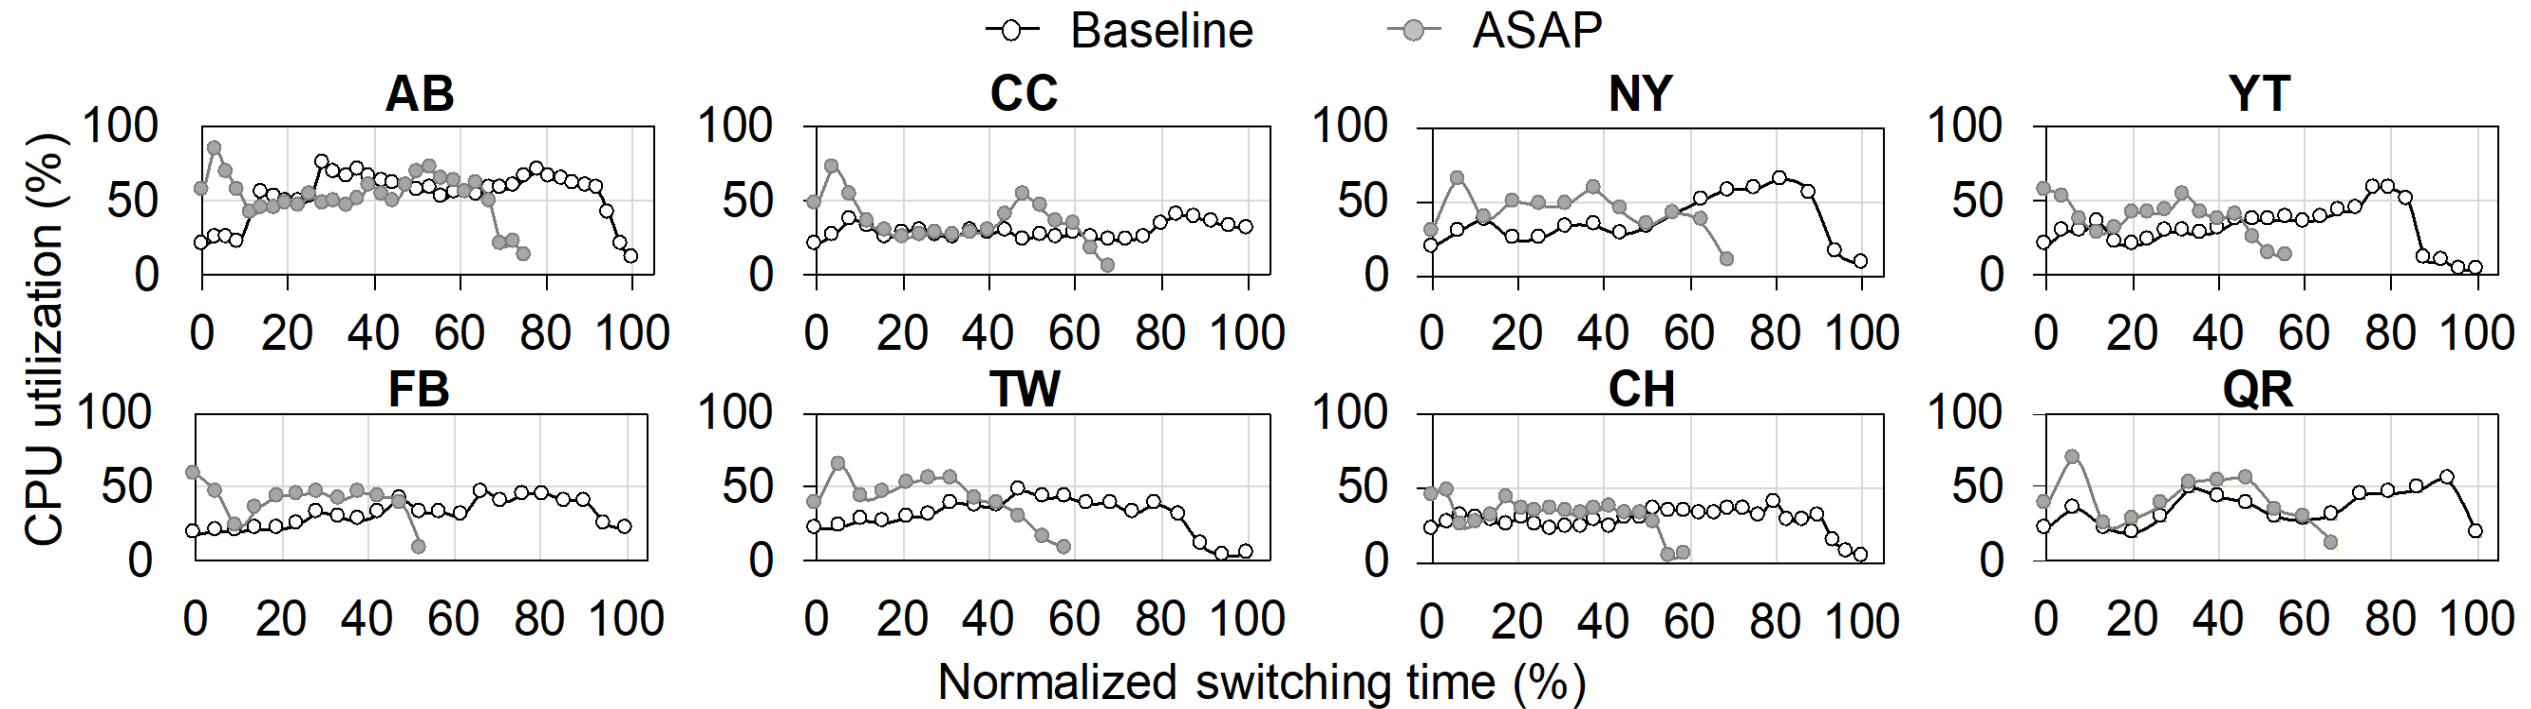 Baseline ASAP
AB CC NY YT
100 100 100 100
50 50 50 50
0 0 0 0
0 20 40 60 80 100 0 20 40 60 80 100 0 20 40 60 80 100 0 20 40 60 80 100
CPU utilization (%)
FB TW CH QR
100 100 100 100
50 50 50 50
0 0 0 0
0 20 40 60 80 100 0 20 40 60 80 100 0 20 40 60 80 100 0 20 40 60 80 100
Normalized switching time (%)